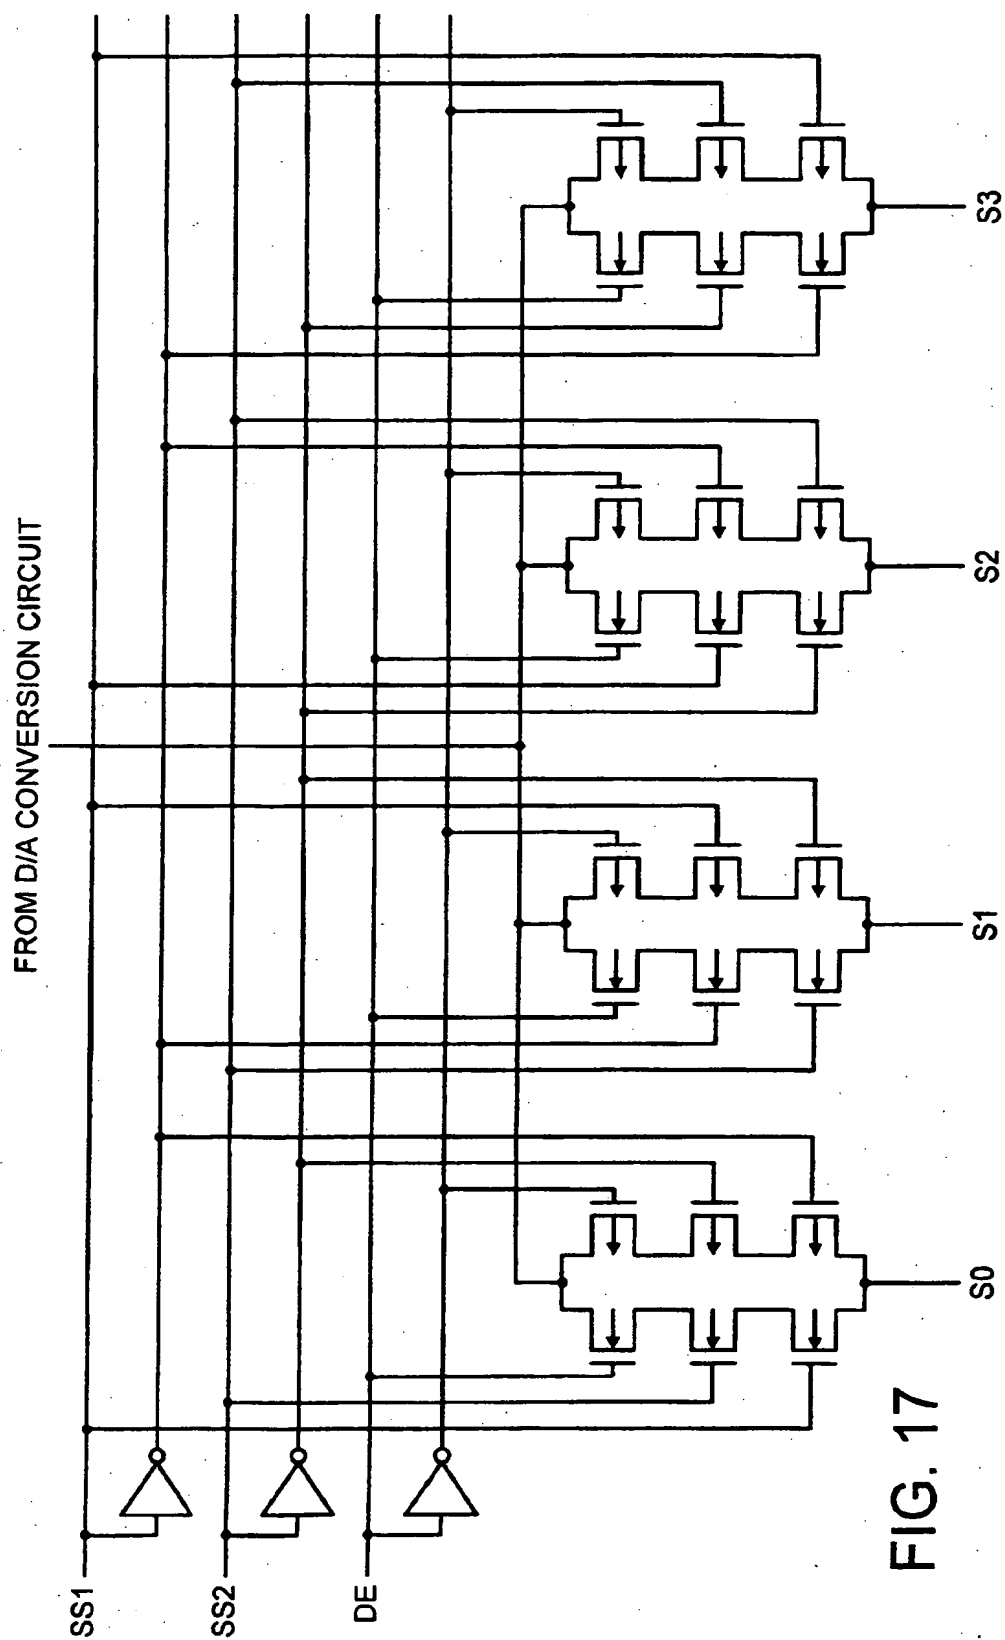 FROM D/A CONVERSION CIRCUIT
SS1
SS2
DE
S0
S1
S2
S3
FIG. 17